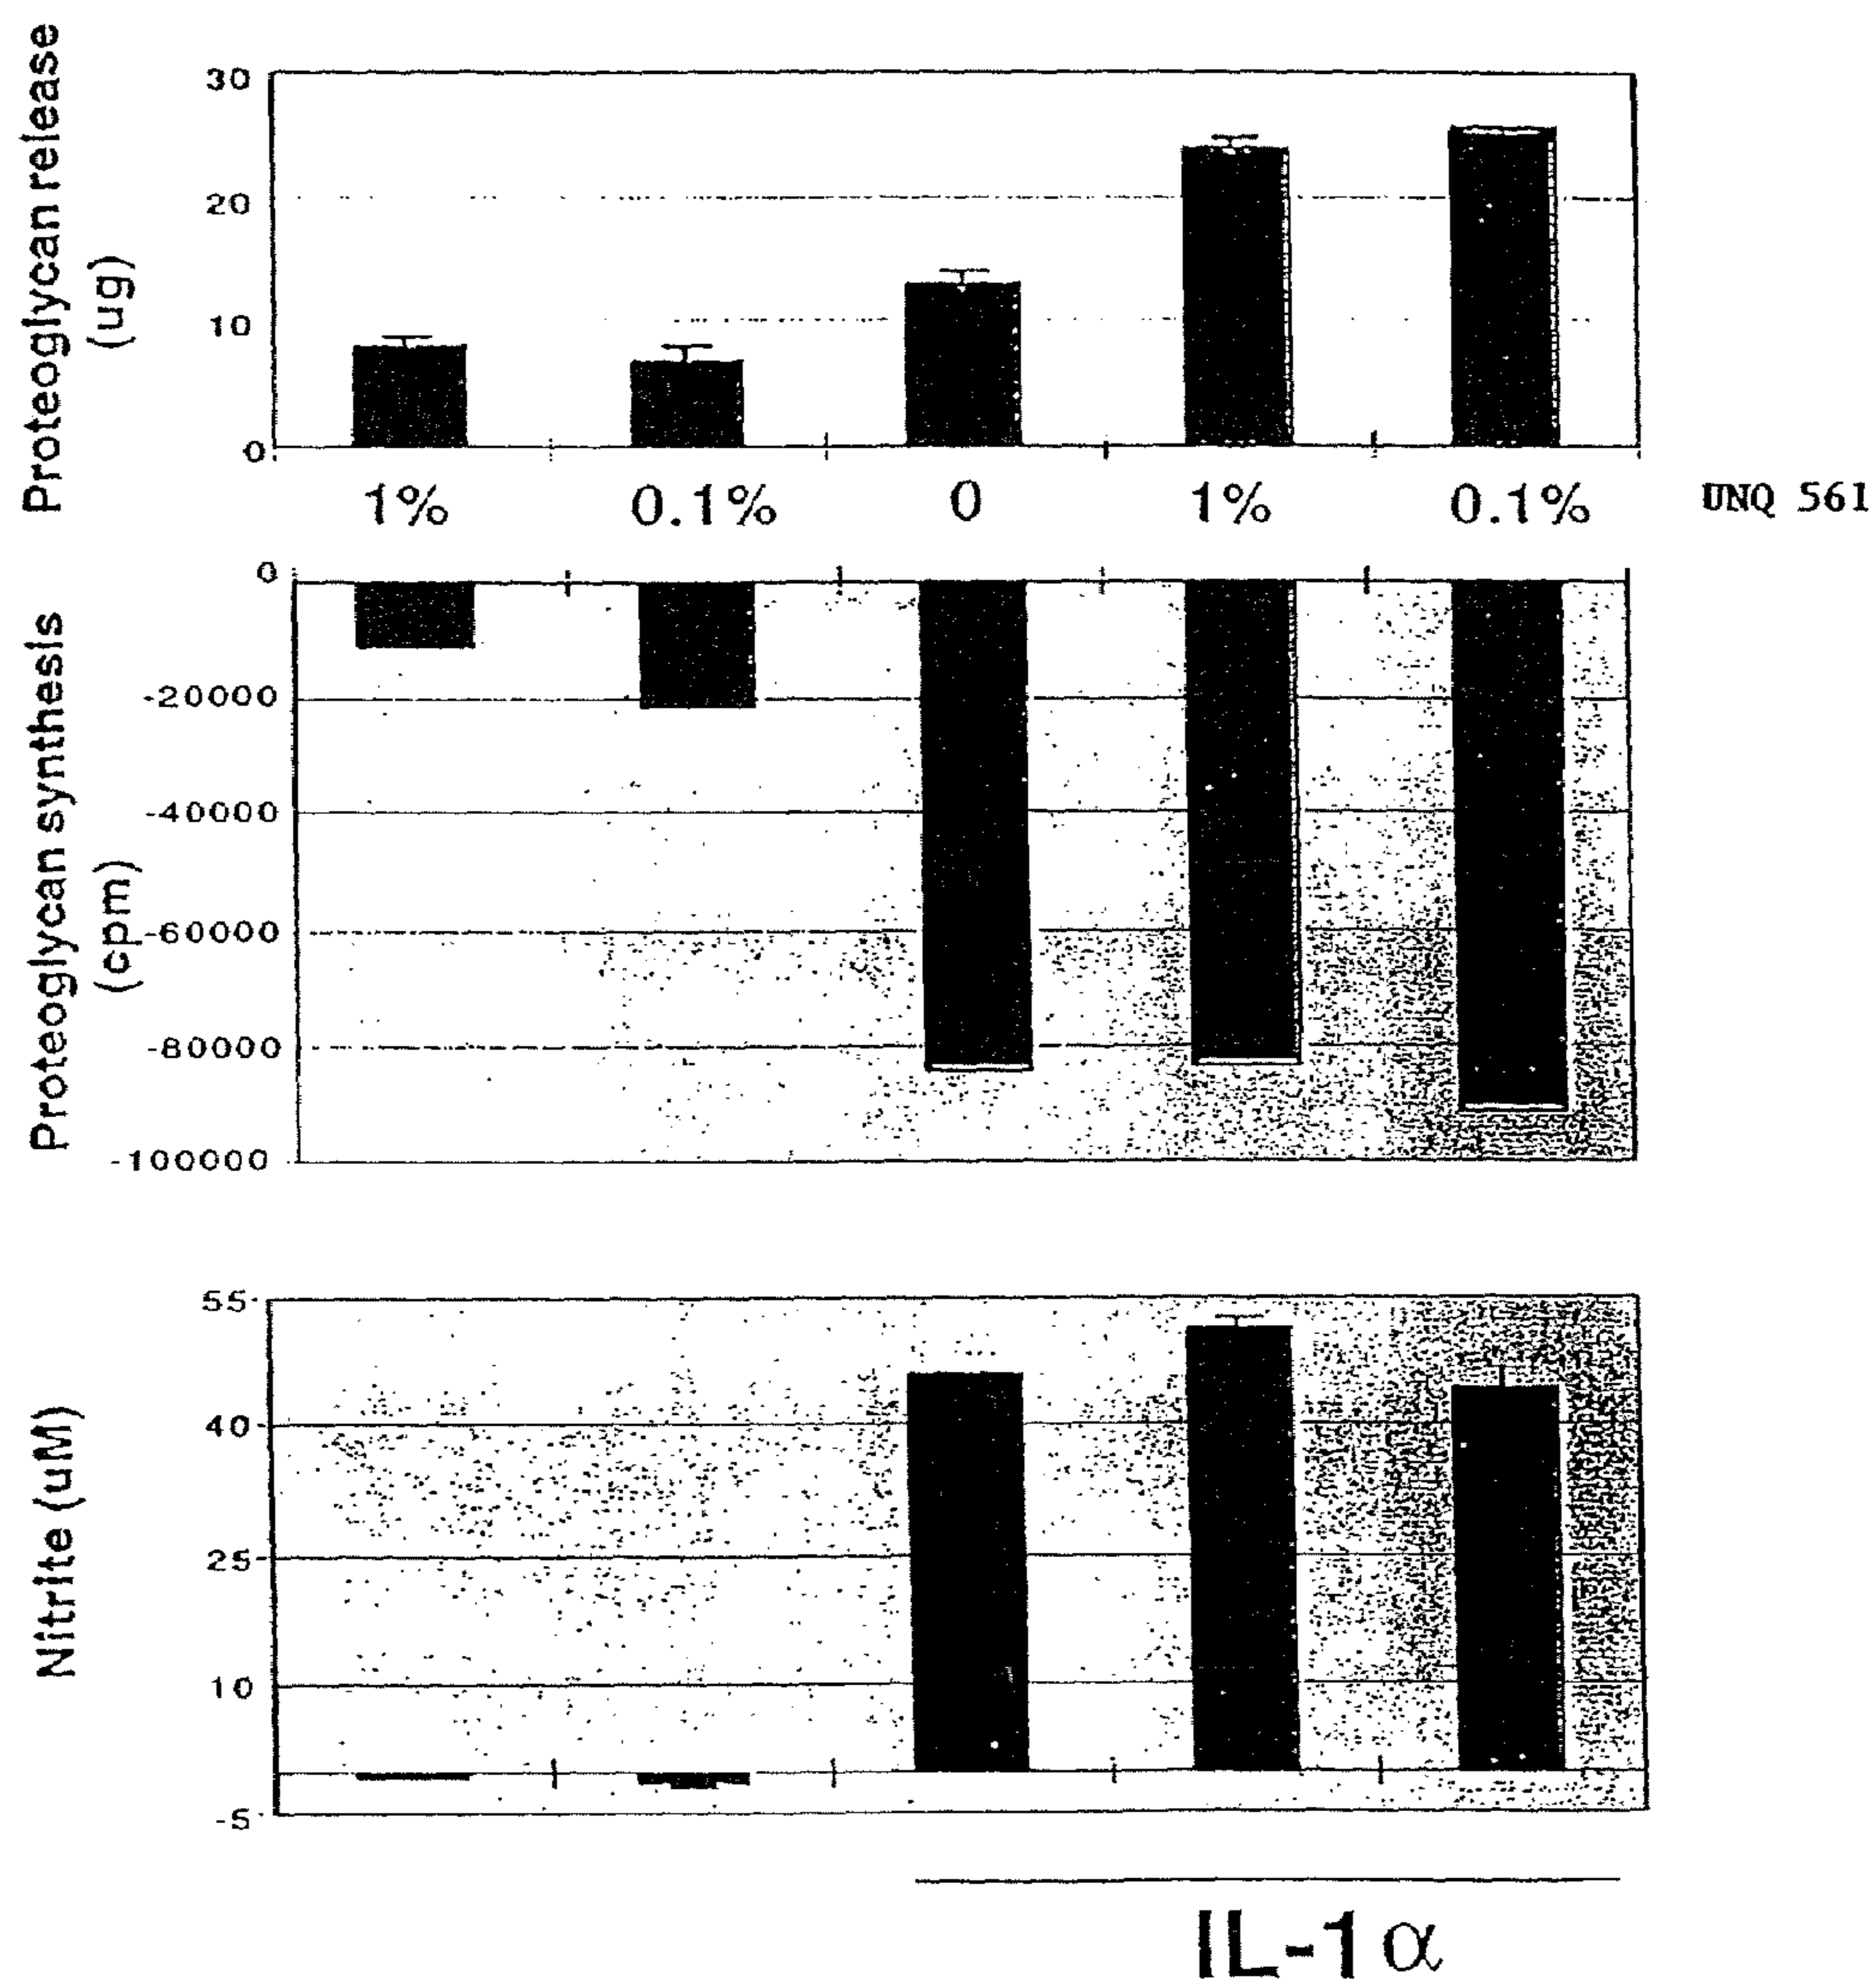 Proteoglycan release
(ug)
30
20
10
0
1% 0.1% 0 1% 0.1% UNQ 561
Proteoglycan synthesis
(cpm)
0
-20000
-40000
-60000
-80000
-100000
Nitrite (uM)
55
40
25
10
-5
IL-1 α